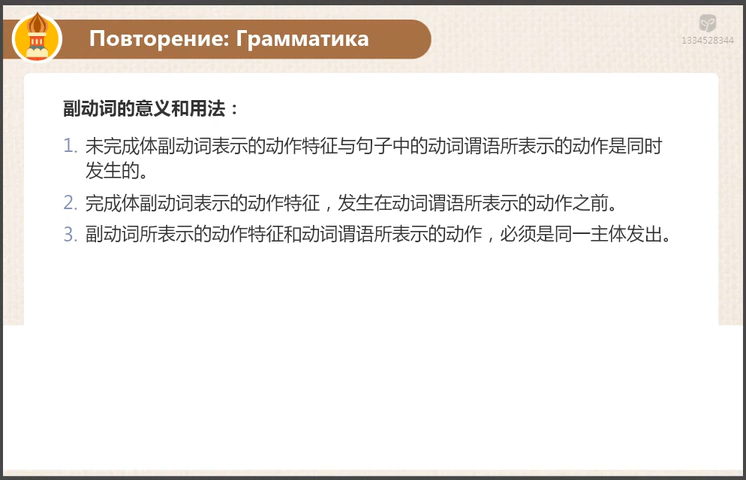 Повторение: Грамматика
1334528344
副动词的意义和用法：
1. 未完成体副动词表示的动作特征与句子中的动词谓语所表示的动作是同时
发生的。
2. 完成体副动词表示的动作特征，发生在动词谓语所表示的动作之前。
3. 副动词所表示的动作特征和动词谓语所表示的动作，必须是同一主体发出。